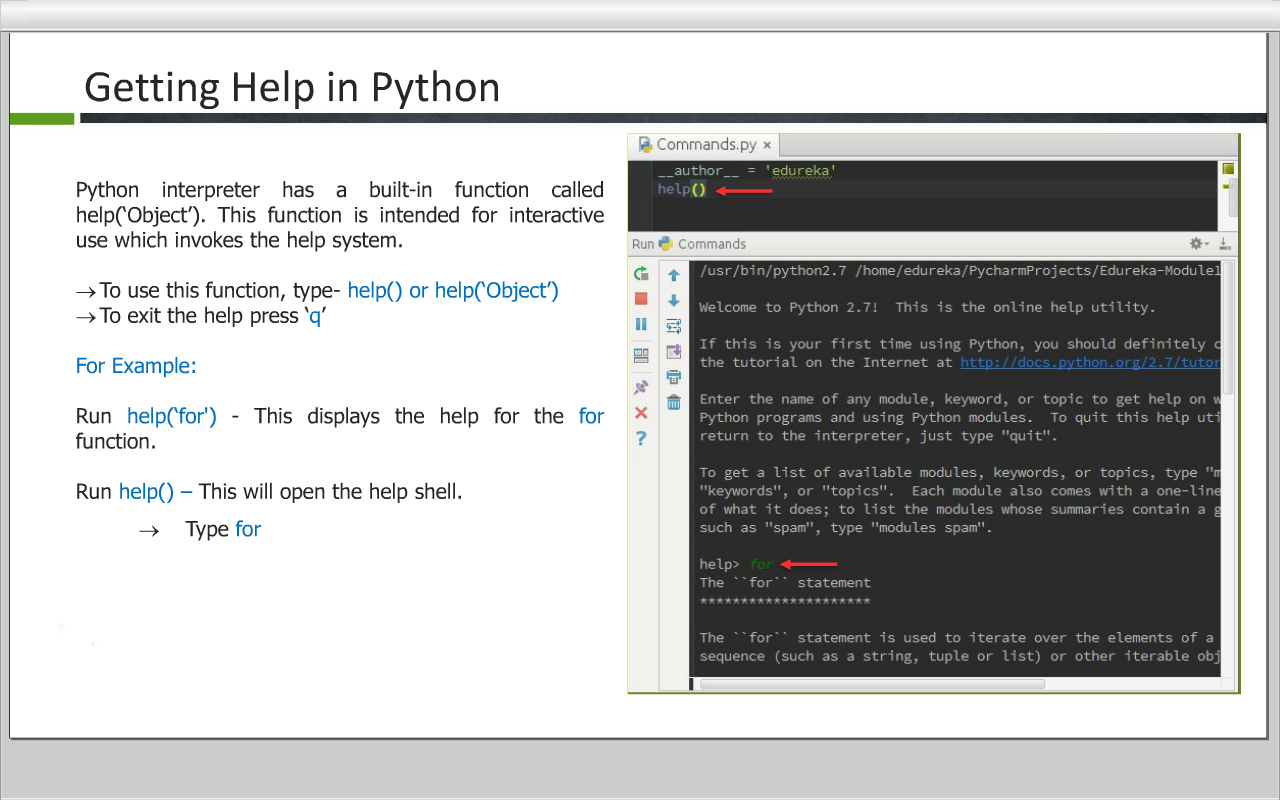 Getting Help in Python
Python interpreter has a built-in function called
help(‘Object’). This function is intended for interactive
use which invokes the help system.
→To use this function, type- help() or help(‘Object’)
→To exit the help press ‘q’
For Example:
Run help(‘for') - This displays the help for the for
function.
Run help() – This will open the help shell.
→ Type for
Commands.py ×
__author__ = 'edureka'
help()
Run Commands
/usr/bin/python2.7 /home/edureka/PycharmProjects/Edureka-Module1
Welcome to Python 2.7!  This is the online help utility.
If this is your first time using Python, you should definitely c
the tutorial on the Internet at http://docs.python.org/2.7/tutor
Enter the name of any module, keyword, or topic to get help on w
Python programs and using Python modules.  To quit this help uti
return to the interpreter, just type "quit".
To get a list of available modules, keywords, or topics, type "m
"keywords", or "topics".  Each module also comes with a one-line
of what it does; to list the modules whose summaries contain a g
such as "spam", type "modules spam".
help> for
The ``for`` statement
*********************
The ``for`` statement is used to iterate over the elements of a
sequence (such as a string, tuple or list) or other iterable obj